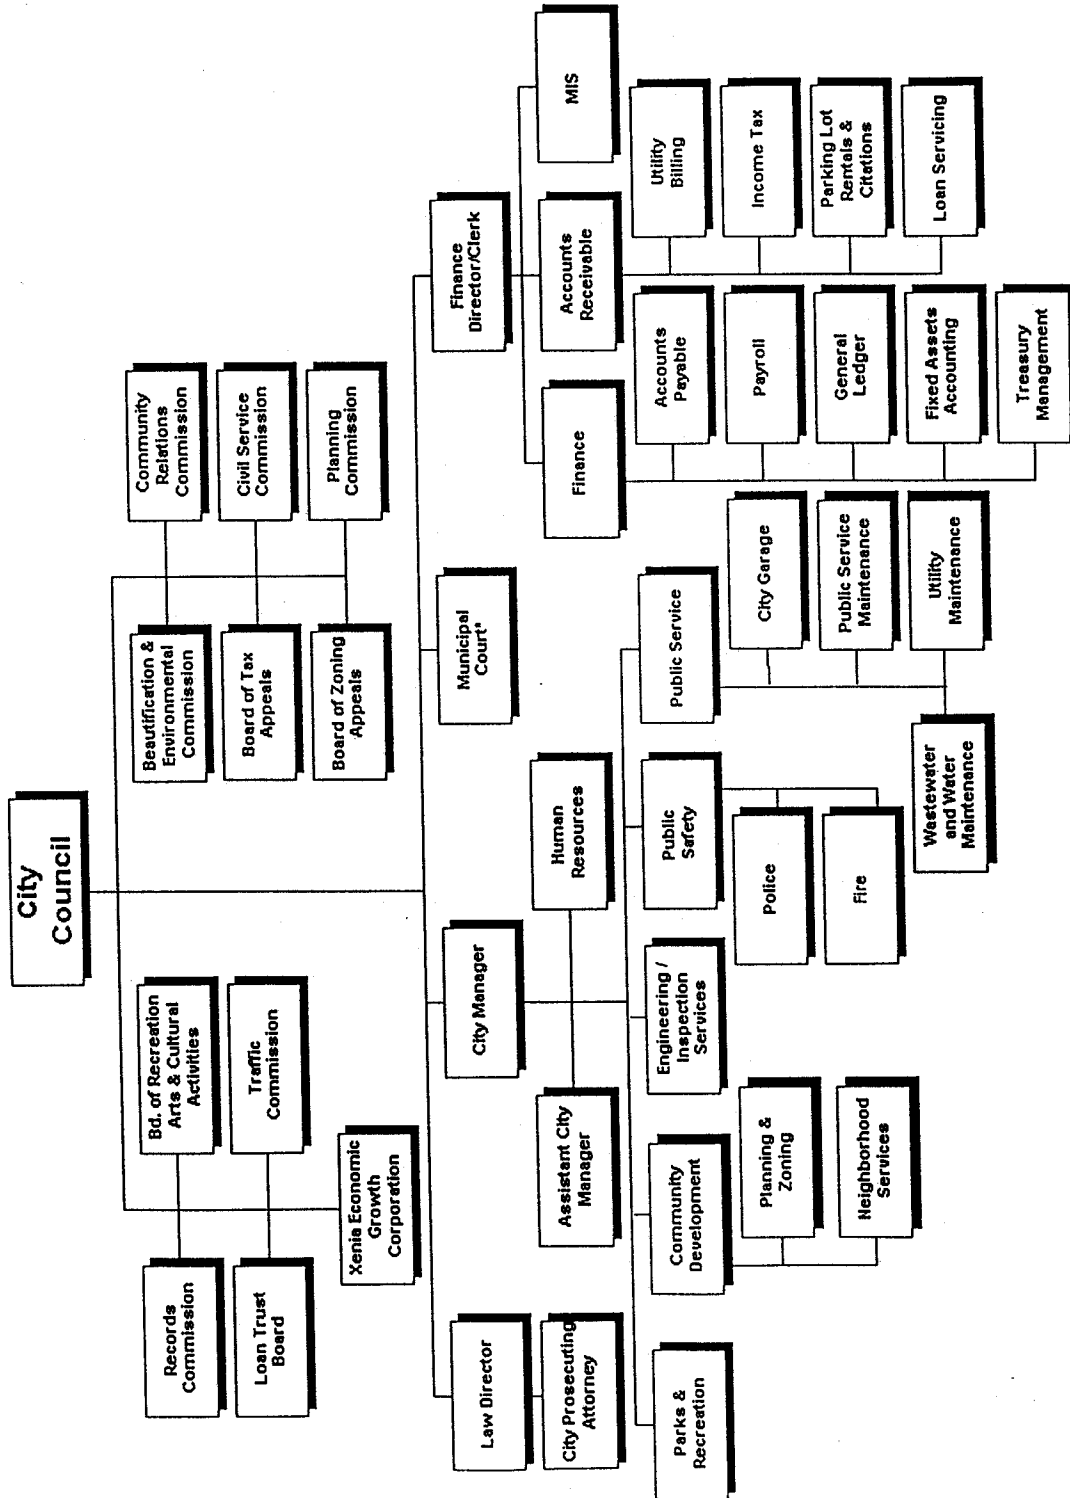 City
Council
Records
Commission
Bd. of Recreation
Arts & Cultural
Activities
Loan Trust
Board
Traffic
Commission
Xenia Economic
Growth
Corporation
Beautification &
Environmental
Commission
Community
Relations
Commission
Board of Tax
Appeals
Civil Service
Commission
Board of Zoning
Appeals
Planning
Commission
Law Director
City Manager
Municipal
Court*
Finance
Director/Clerk
City Prosecuting
Attorney
Assistant City
Manager
Human
Resources
Finance
Accounts
Receivable
MIS
Parks &
Recreation
Community
Development
Engineering /
Inspection
Services
Public
Safety
Public Service
Accounts
Payable
Utility
Billing
Planning &
Zoning
Police
City Garage
Payroll
Income Tax
Neighborhood
Services
Fire
Public Service
Maintenance
General
Ledger
Parking Lot
Rentals &
Citations
Wastewater
and Water
Maintenance
Utility
Maintenance
Fixed Assets
Accounting
Loan Servicing
Treasury
Management